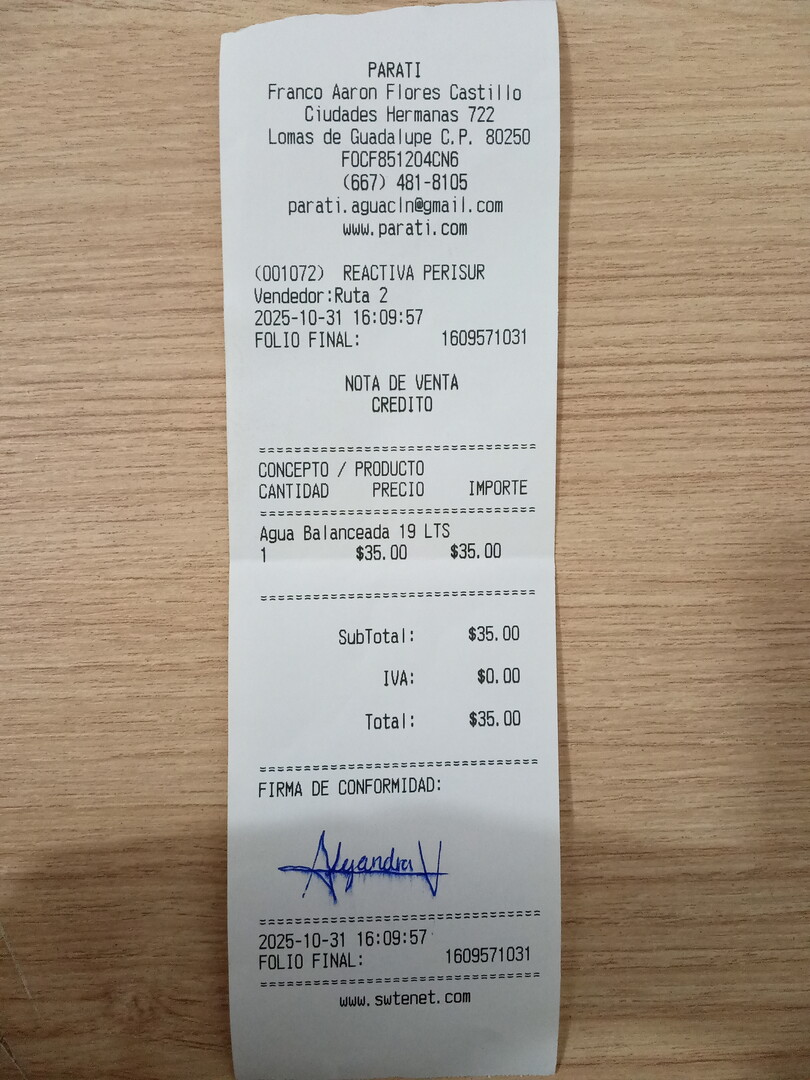 PARATI
Franco Aaron Flores Castillo
Ciudades Hermanas 722
Lomas de Guadalupe C.P. 80250
FOCF851204CN6
(667) 481-8105
parati.aguacln@gmail.com
www.parati.com
(001072) REACTIVA PERISUR
Vendedor:Ruta 2
2025-10-31 16:09:57
FOLIO FINAL: 1609571031
NOTA DE VENTA
CREDITO
CONCEPTO / PRODUCTO
CANTIDAD PRECIO IMPORTE
Agua Balanceada 19 LTS
1 $35.00 $35.00
SubTotal: $35.00
IVA: $0.00
Total: $35.00
FIRMA DE CONFORMIDAD:
Alejandra V
2025-10-31 16:09:57
FOLIO FINAL: 1609571031
www.swtenet.com